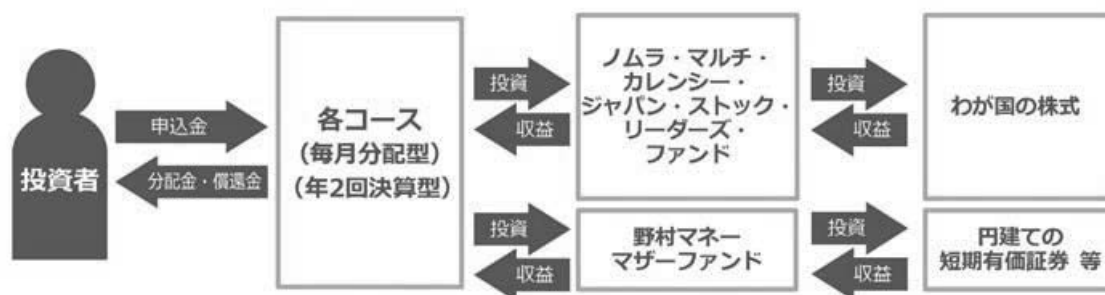 投資者
申込金
分配金・償還金
各コース
（毎月分配型）
（年2回決算型）
投資
収益
ノムラ・マルチ・
カレンシー・
ジャパン・ストック・
リーダーズ・
ファンド
投資
収益
わが国の株式
投資
収益
野村マネー
マザーファンド
投資
収益
円建ての
短期有価証券 等